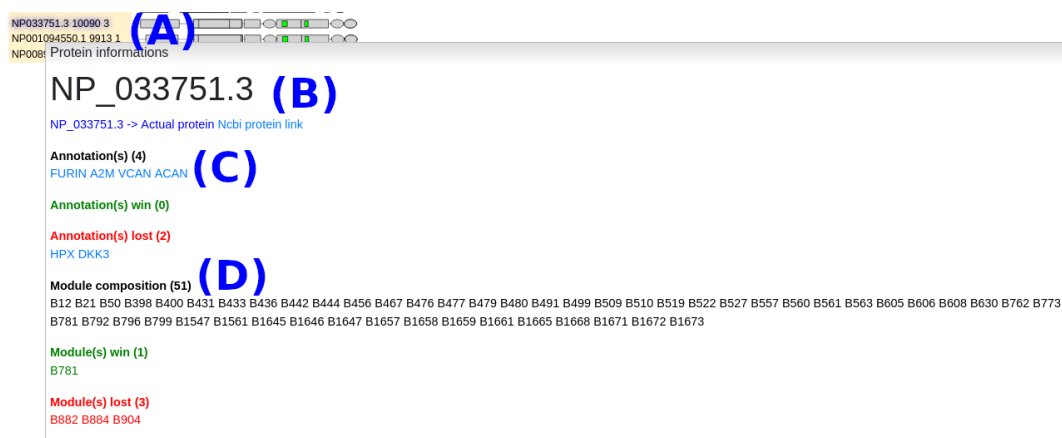 NP033751.3 10090 3 (A)
NP001094550.1 9913 1
NP0089
Protein informations
NP_033751.3 (B)
NP_033751.3 -> Actual protein Ncbi protein link
Annotation(s) (4)
FURIN A2M VCAN ACAN (C)
Annotation(s) win (0)
Annotation(s) lost (2)
HPX DKK3
(D)
Module composition (51)
B12 B21 B50 B398 B400 B431 B433 B436 B442 B444 B456 B467 B476 B477 B479 B480 B491 B499 B509 B510 B519 B522 B527 B557 B560 B561 B563 B605 B606 B608 B630 B762 B773
B781 B792 B796 B799 B1547 B1561 B1645 B1646 B1647 B1657 B1658 B1659 B1661 B1665 B1668 B1671 B1672 B1673
Module(s) win (1)
B781
Module(s) lost (3)
B882 B884 B904